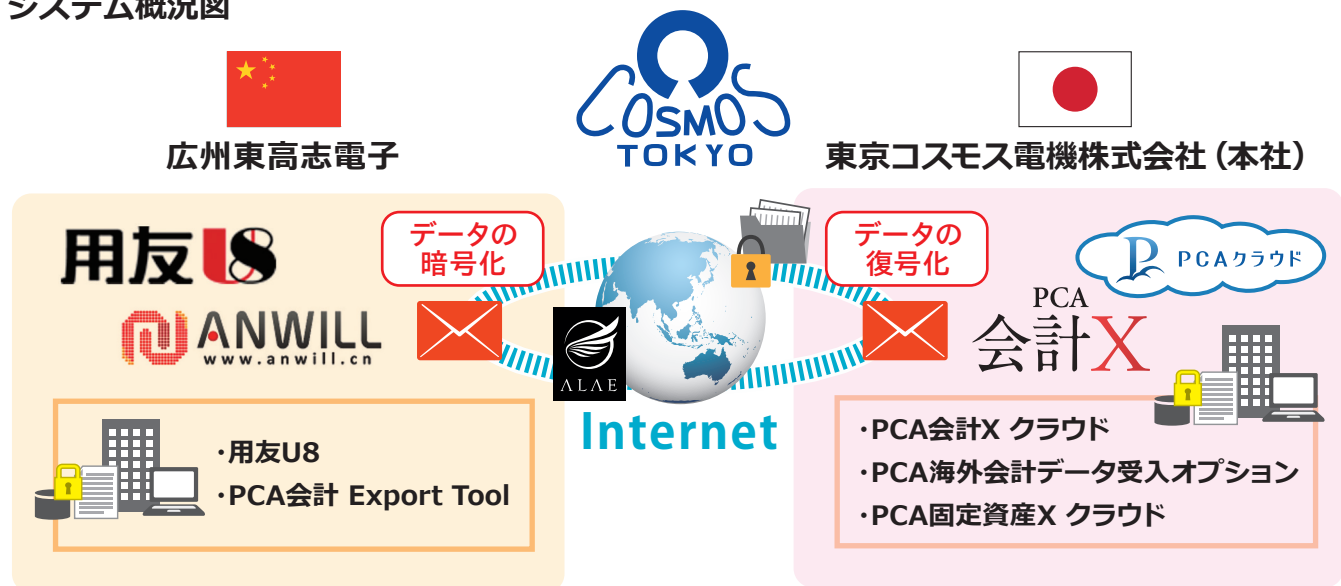 システム概況図
COSMOS
TOKYO
広州東高志電子
東京コスモス電機株式会社（本社）
用友U8
ANWILL
www.anwill.cn
データの
暗号化
ALAE
Internet
データの
復号化
P PCAクラウド
PCA
会計X
・用友U8
・PCA会計 Export Tool
・PCA会計X クラウド
・PCA海外会計データ受入オプション
・PCA固定資産X クラウド